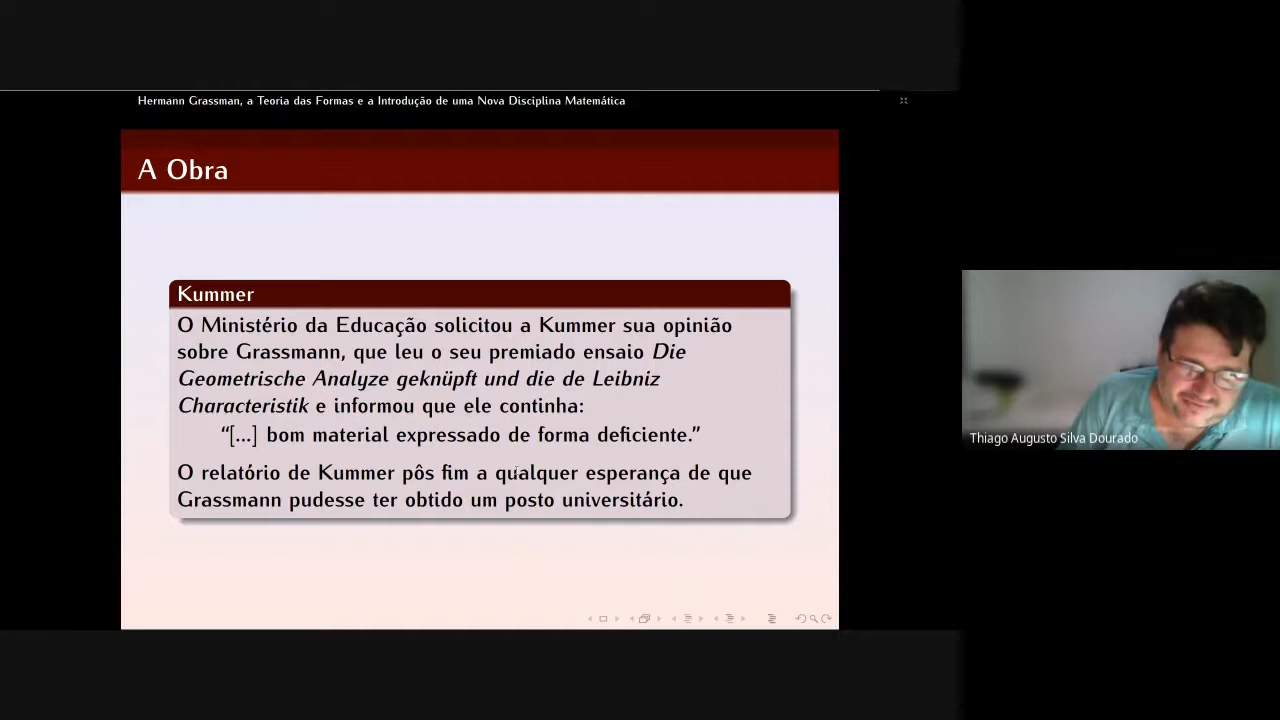 Hermann Grassman, a Teoria das Formas e a Introdução de uma Nova Disciplina Matemática
A Obra
Kummer
O Ministério da Educação solicitou a Kummer sua opinião
sobre Grassmann, que leu o seu premiado ensaio Die
Geometrische Analyze geknüpft und die de Leibniz
Characteristik e informou que ele continha:
“[...] bom material expressado de forma deficiente.”
O relatório de Kummer pôs fim a qualquer esperança de que
Grassmann pudesse ter obtido um posto universitário.
Thiago Augusto Silva Dourado